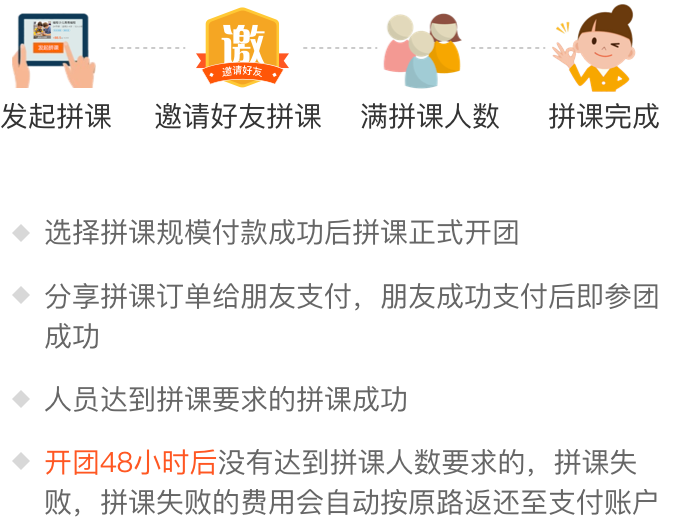 发起拼课
邀
邀请好友
发起拼课 邀请好友拼课 满拼课人数 拼课完成
选择拼课规模付款成功后拼课正式开团
分享拼课订单给朋友支付，朋友成功支付后即参团
成功
人员达到拼课要求的拼课成功
开团48小时后没有达到拼课人数要求的，拼课失
败，拼课失败的费用会自动按原路返还至支付账户